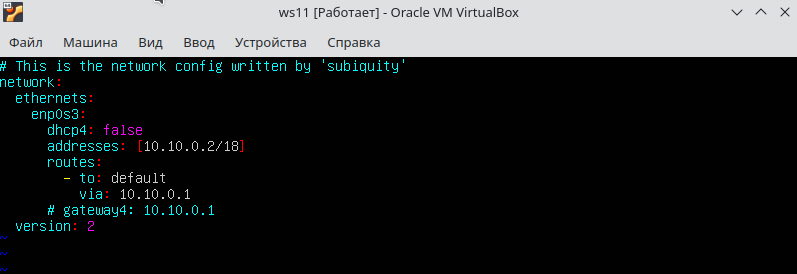 ws11 [Работает] - Oracle VM VirtualBox
Файл Машина Вид Ввод Устройства Справка
# This is the network config written by 'subiquity'
network:
  ethernets:
    enp0s3:
      dhcp4: false
      addresses: [10.10.0.2/18]
      routes:
        - to: default
          via: 10.10.0.1
      # gateway4: 10.10.0.1
  version: 2
~
~
~